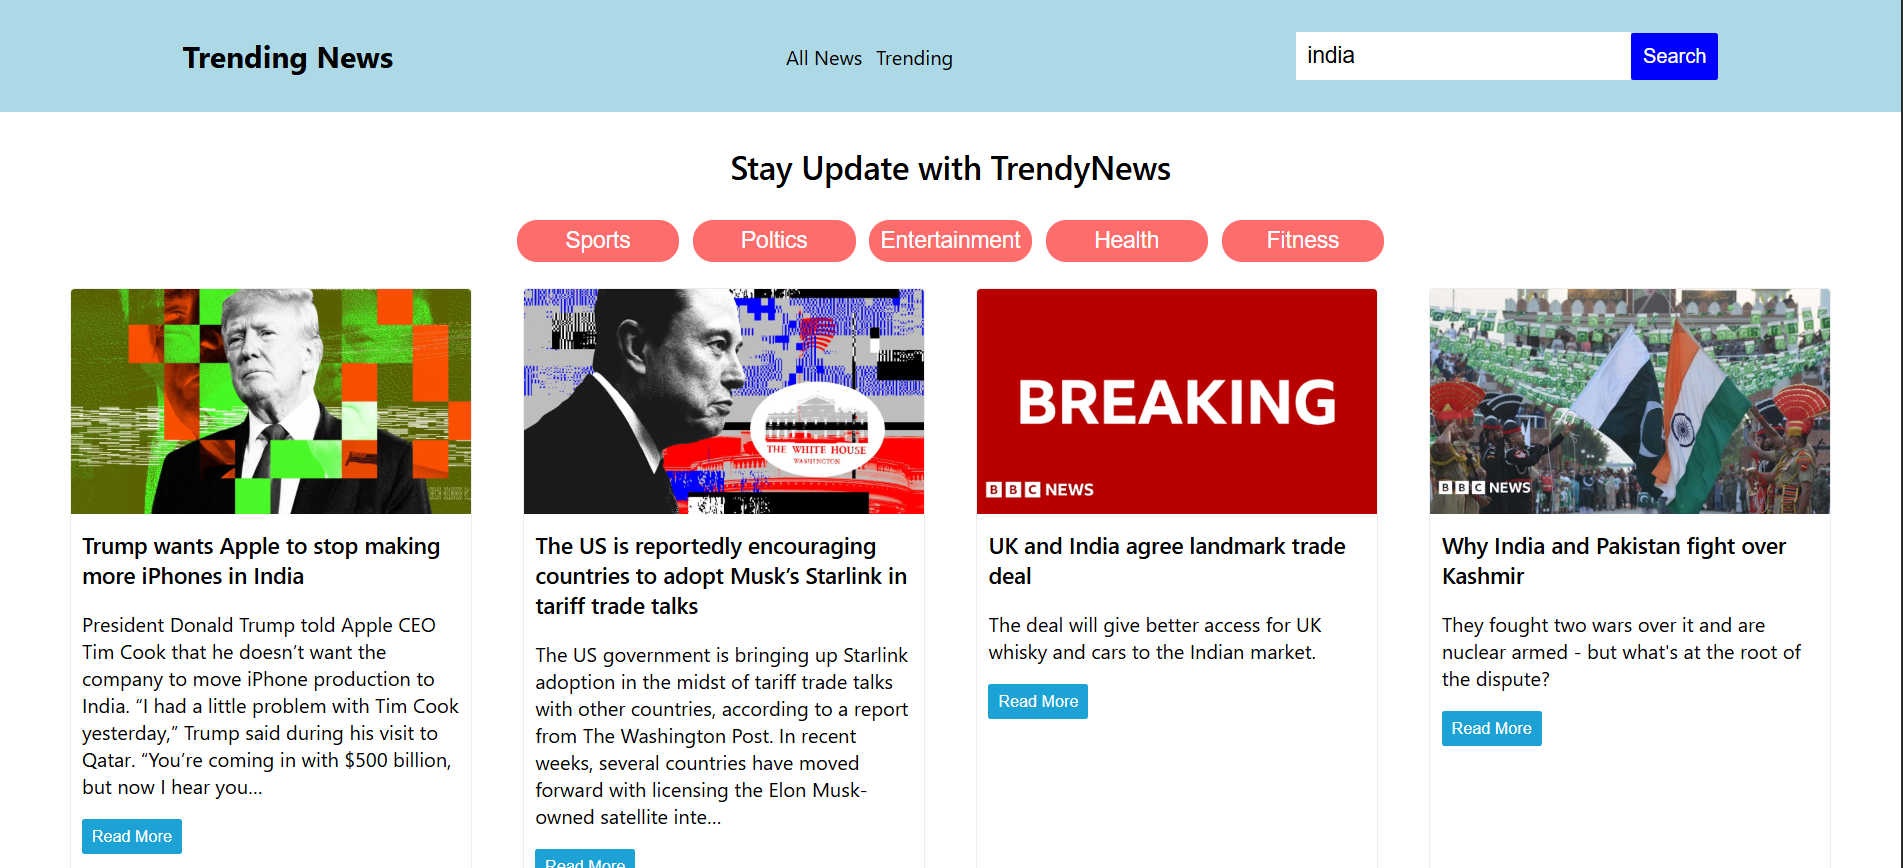 Trending News
All News Trending
india
Search
Stay Update with TrendyNews
Sports
Poltics
Entertainment
Health
Fitness
THE WHITE HOUSE
WASHINGTON
BREAKING
BBC NEWS
BBC NEWS
Trump wants Apple to stop making
more iPhones in India
President Donald Trump told Apple CEO
Tim Cook that he doesn’t want the
company to move iPhone production to
India. “I had a little problem with Tim Cook
yesterday,” Trump said during his visit to
Qatar. “You’re coming in with $500 billion,
but now I hear you…
Read More
The US is reportedly encouraging
countries to adopt Musk’s Starlink in
tariff trade talks
The US government is bringing up Starlink
adoption in the midst of tariff trade talks
with other countries, according to a report
from The Washington Post. In recent
weeks, several countries have moved
forward with licensing the Elon Musk-
owned satellite inte…
Read More
UK and India agree landmark trade
deal
The deal will give better access for UK
whisky and cars to the Indian market.
Read More
Why India and Pakistan fight over
Kashmir
They fought two wars over it and are
nuclear armed - but what's at the root of
the dispute?
Read More